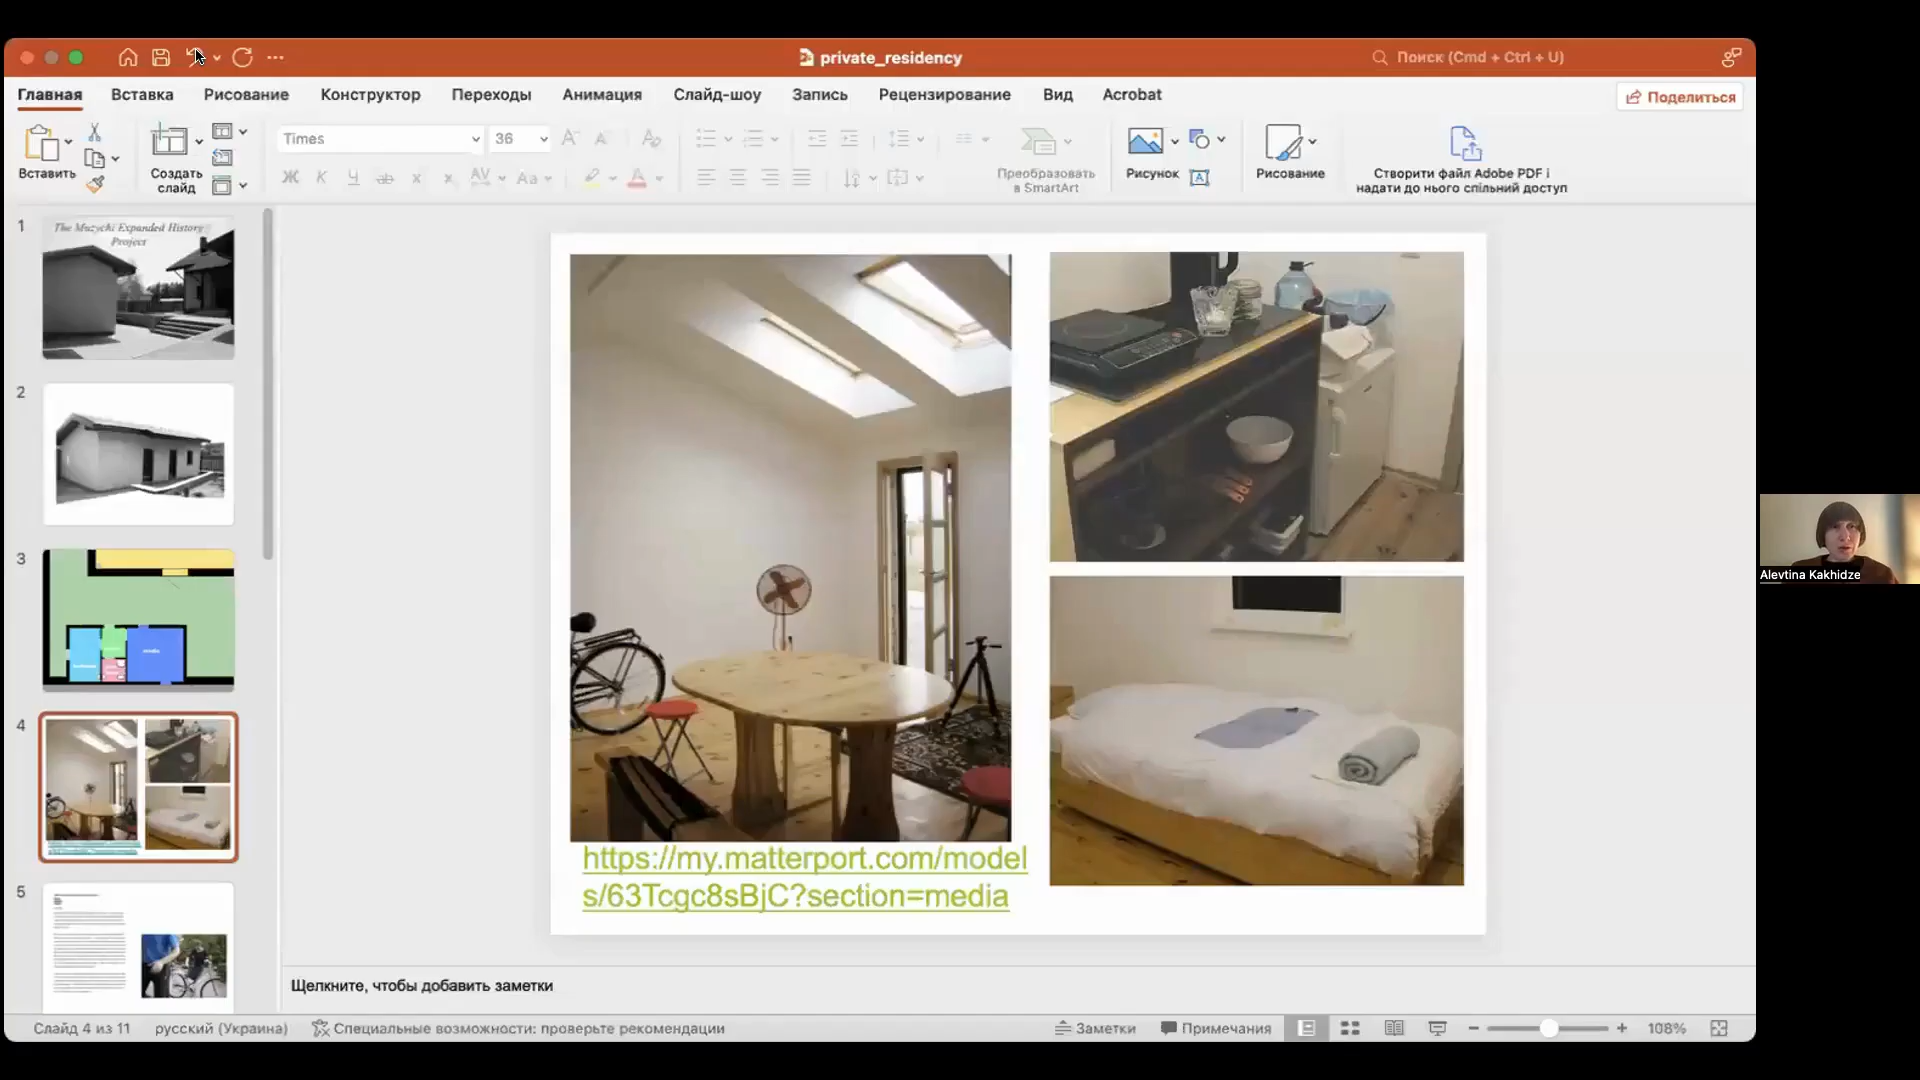 private_residency
Поиск (Cmd + Ctrl + U)
Главная Вставка Рисование Конструктор Переходы Анимация Слайд-шоу Запись Рецензирование Вид Acrobat
Поделиться
Times 36
Вставить
Создать слайд
Ж К Ч ab x x AV Aa A
Преобразовать в SmartArt
Рисунок
Рисование
Створити файл Adobe PDF і надати до нього спільний доступ
1
The Muzychi Expanded History
Project
2
3
4
5
https://my.matterport.com/model
s/63Tcgc8sBjC?section=media
Alevtina Kakhidze
Щелкните, чтобы добавить заметки
Слайд 4 из 11 русский (Украина) Специальные возможности: проверьте рекомендации Заметки Примечания 108%